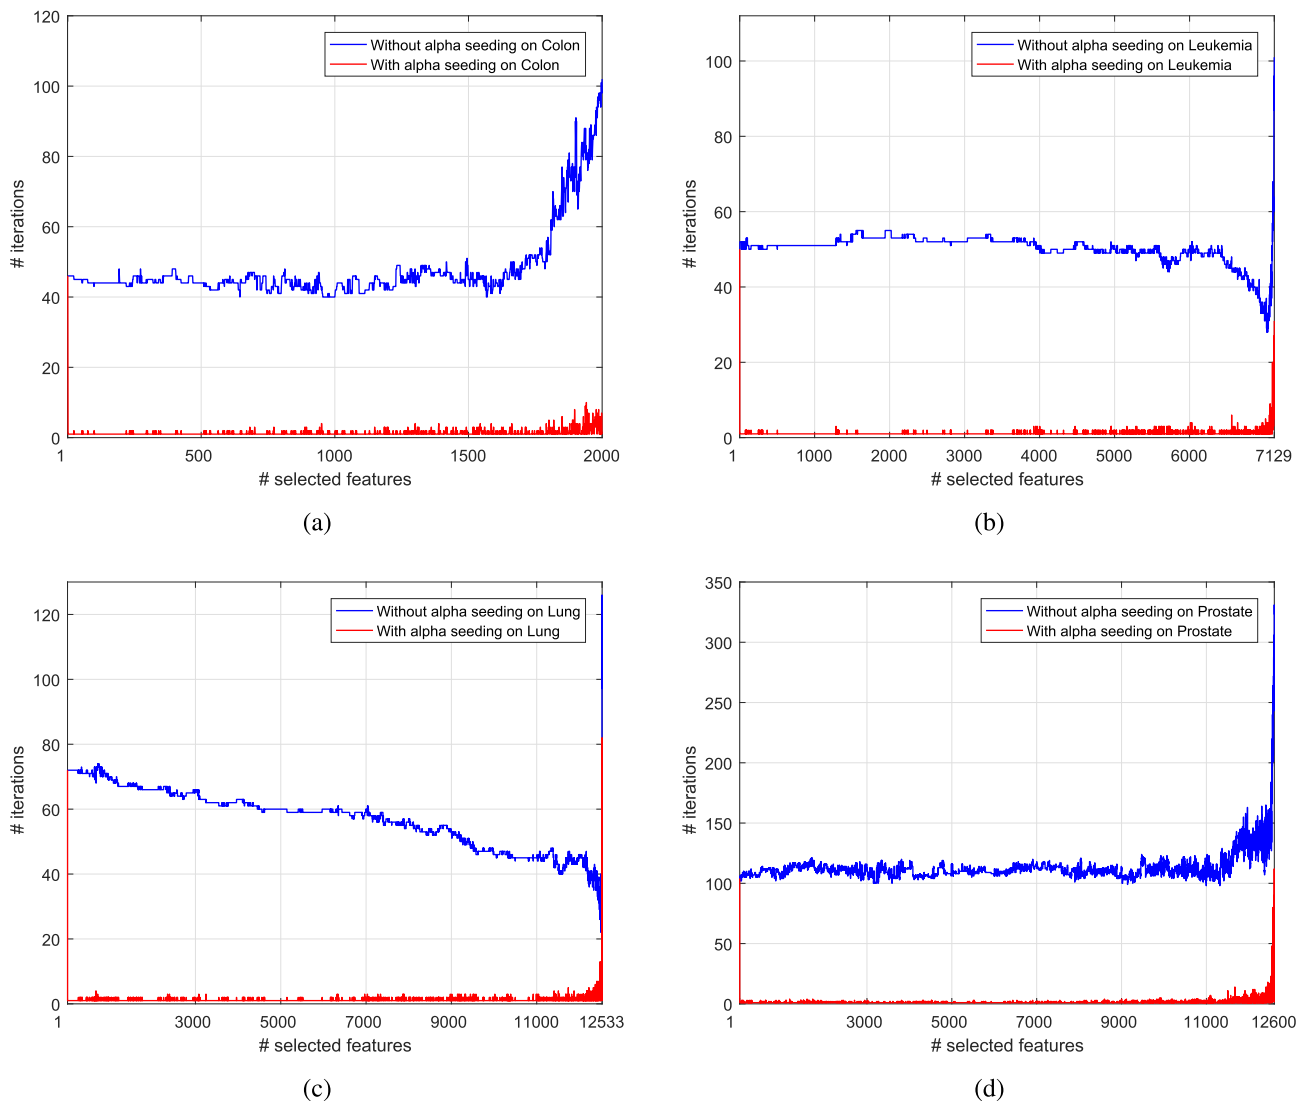 120
100
80
60
40
20
0
# iterations
Without alpha seeding on Colon
With alpha seeding on Colon
1
500
1000
1500
2000
# selected features
(a)
100
80
60
40
20
0
# iterations
Without alpha seeding on Leukemia
With alpha seeding on Leukemia
1
1000
2000
3000
4000
5000
6000
7129
# selected features
(b)
120
100
80
60
40
20
0
# iterations
Without alpha seeding on Lung
With alpha seeding on Lung
1
3000
5000
7000
9000
11000
12533
# selected features
(c)
350
300
250
200
150
100
50
0
# iterations
Without alpha seeding on Prostate
With alpha seeding on Prostate
1
3000
5000
7000
9000
11000
12600
# selected features
(d)